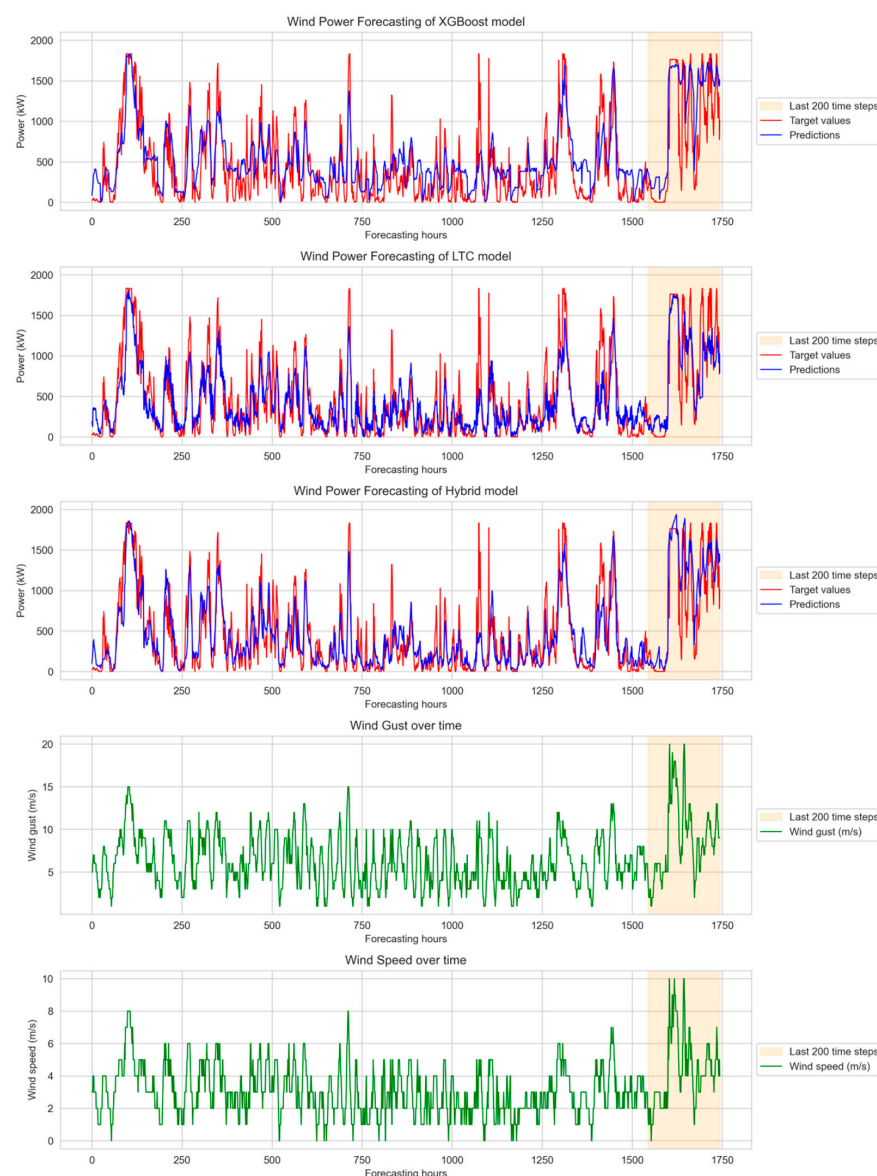 Wind Power Forecasting of XGBoost model
2000
1500
1000
500
0
Power (kW)
0 250 500 750 1000 1250 1500 1750
Forecasting hours
Last 200 time steps
Target values
Predictions
Wind Power Forecasting of LTC model
2000
1500
1000
500
0
Power (kW)
0 250 500 750 1000 1250 1500 1750
Forecasting hours
Last 200 time steps
Target values
Predictions
Wind Power Forecasting of Hybrid model
2000
1500
1000
500
0
Power (kW)
0 250 500 750 1000 1250 1500 1750
Forecasting hours
Last 200 time steps
Target values
Predictions
Wind Gust over time
20
15
10
5
Wind gust (m/s)
0 250 500 750 1000 1250 1500 1750
Forecasting hours
Last 200 time steps
Wind gust (m/s)
Wind Speed over time
10
8
6
4
2
0
Wind speed (m/s)
0 250 500 750 1000 1250 1500 1750
Forecasting hours
Last 200 time steps
Wind speed (m/s)